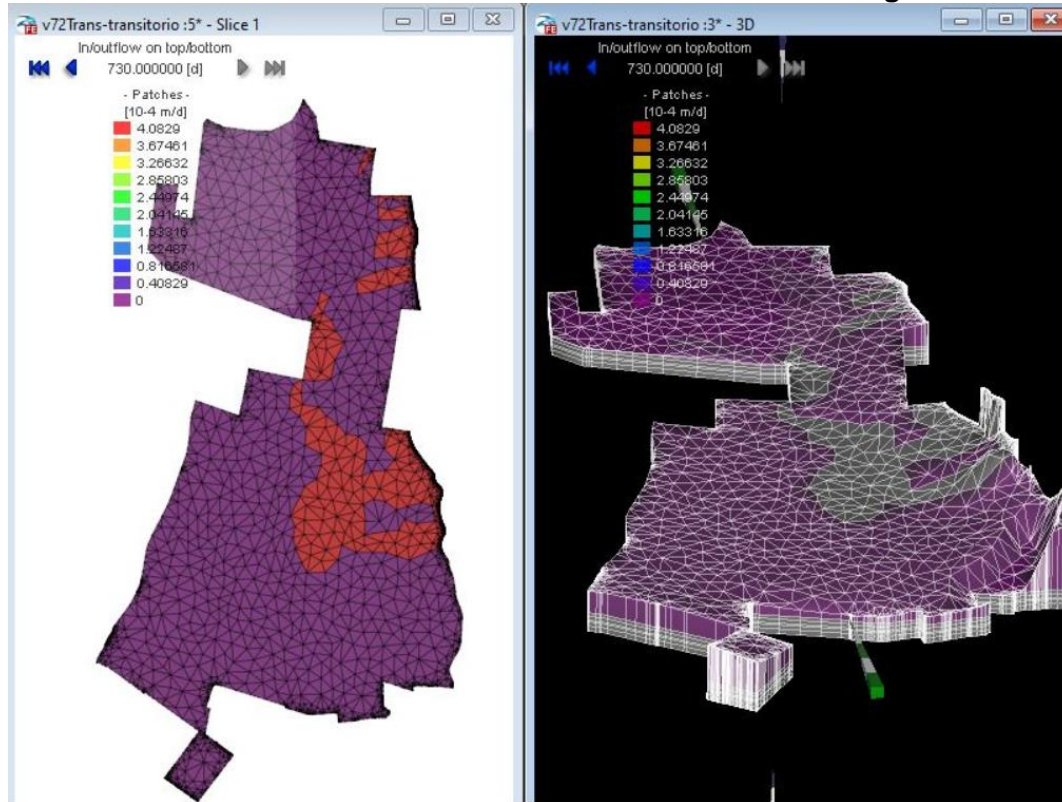 v72Trans-transitorio :5* - Slice 1
In/outflow on top/bottom
730.000000 [d]
- Patches -
[10-4 m/d]
4.0829
3.67461
3.26632
2.85803
2.44974
2.04145
1.63316
1.22487
0.816581
0.40829
0
v72Trans-transitorio :3* - 3D
In/outflow on top/bottom
730.000000 [d]
- Patches -
[10-4 m/d]
4.0829
3.67461
3.26632
2.85803
2.44974
2.04145
1.63316
1.22487
0.816581
0.40829
0